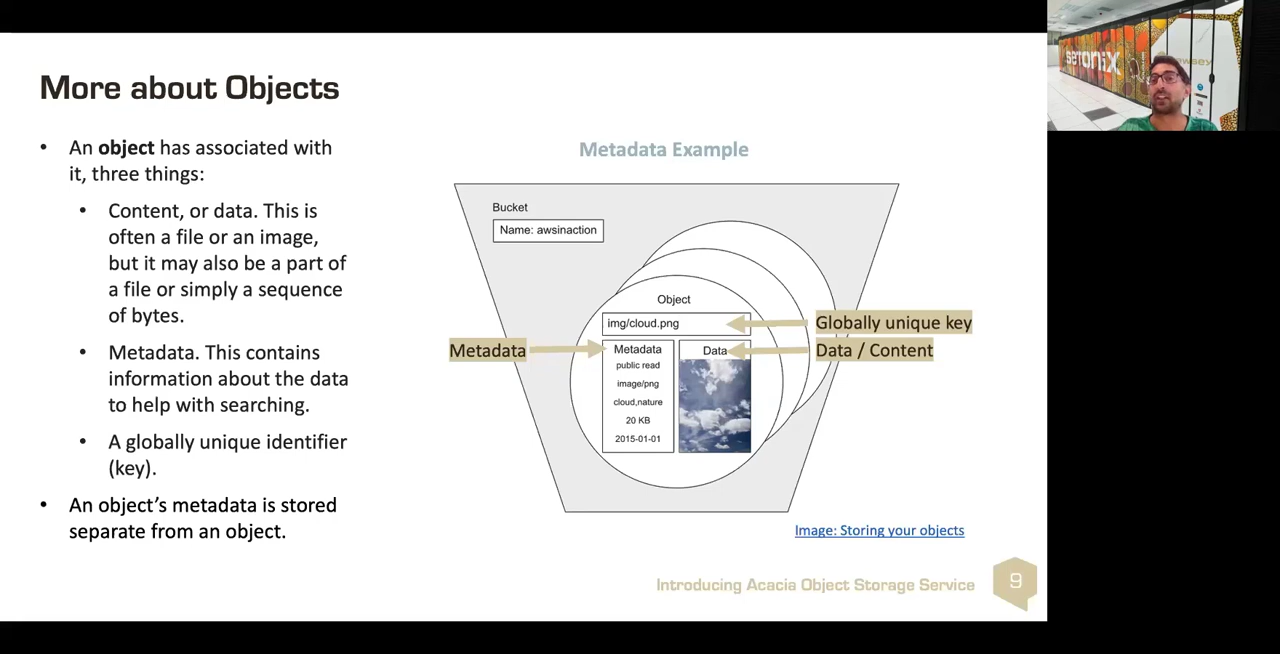 More about Objects
• An object has associated with
it, three things:
• Content, or data. This is
often a file or an image,
but it may also be a part of
a file or simply a sequence
of bytes.
• Metadata. This contains
information about the data
to help with searching.
• A globally unique identifier
(key).
• An object’s metadata is stored
separate from an object.
Metadata Example
Bucket
Name: awsinaction
Object
img/cloud.png
Globally unique key
Metadata
Metadata
public read
image/png
cloud,nature
20 KB
2015-01-01
Data
Data / Content
Image: Storing your objects
Introducing Acacia Object Storage Service
9
setonix